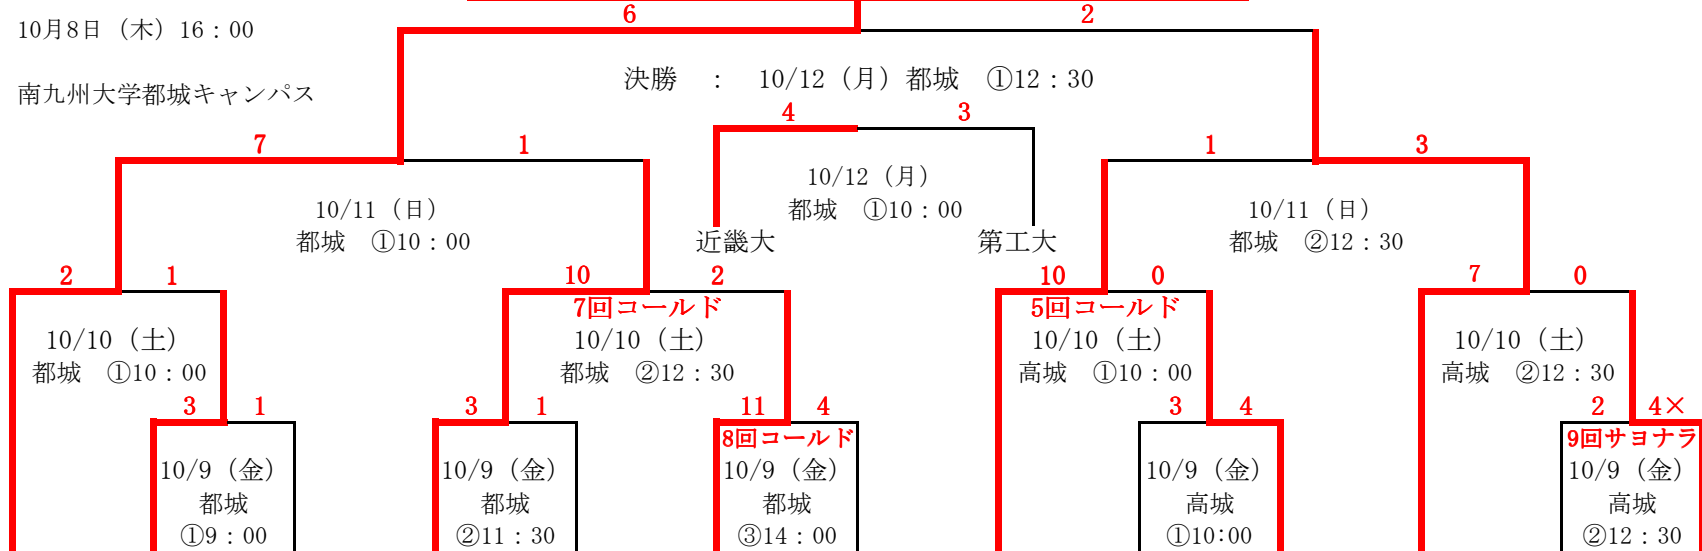 6 2
10月8日（木）16：00
決勝　：　10/12（月）都城　①12：30
南九州大学都城キャンパス
4 3
7 1 1 3
10/12（月）
都城　①10：00
10/11（日） 10/11（日）
近畿大 第工大
都城　①10：00 都城　②12：30
2 1 10 2 10 0 7 0
7回コールド 5回コールド
10/10（土） 10/10（土） 10/10（土） 10/10（土）
都城　①10：00 都城　②12：30 高城　①10：00 高城　②12：30
3 1 3 1 11 4 3 4 2 4×
8回コールド 9回サヨナラ
10/9（金） 10/9（金） 10/9（金） 10/9（金） 10/9（金）
都城 都城 都城 高城 高城
①9：00 ②11：30 ③14：00 ①10:00 ②12：30